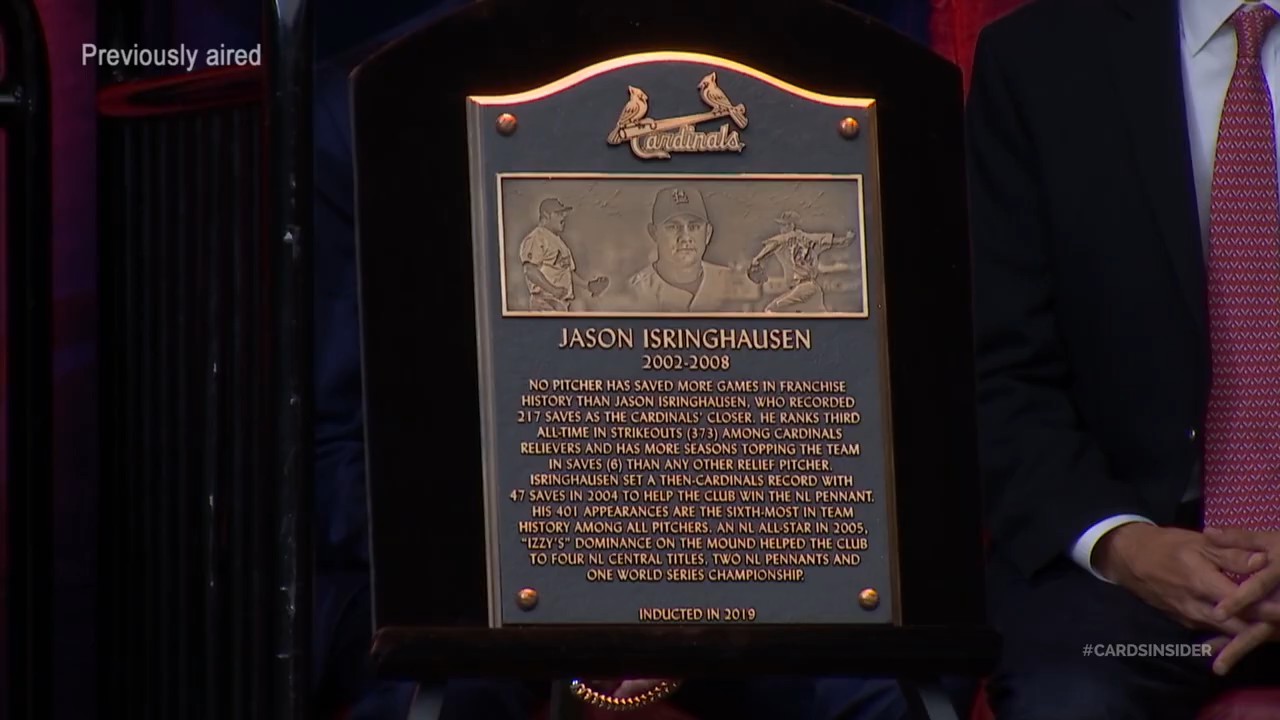 Previously aired
Cardinals
JASON ISRINGHAUSEN
2002-2008
NO PITCHER HAS SAVED MORE GAMES IN FRANCHISE
HISTORY THAN JASON ISRINGHAUSEN, WHO RECORDED
217 SAVES AS THE CARDINALS' CLOSER. HE RANKS THIRD
ALL-TIME IN STRIKEOUTS (373) AMONG CARDINALS
RELIEVERS AND HAS MORE SEASONS TOPPING THE TEAM
IN SAVES (6) THAN ANY OTHER RELIEF PITCHER.
ISRINGHAUSEN SET A THEN-CARDINALS RECORD WITH
47 SAVES IN 2004 TO HELP THE CLUB WIN THE NL PENNANT.
HIS 401 APPEARANCES ARE THE SIXTH-MOST IN TEAM
HISTORY AMONG ALL PITCHERS. AN NL ALL-STAR IN 2005,
"IZZY'S" DOMINANCE ON THE MOUND HELPED THE CLUB
TO FOUR NL CENTRAL TITLES, TWO NL PENNANTS AND
ONE WORLD SERIES CHAMPIONSHIP.
INDUCTED IN 2019
#CARDSINSIDER